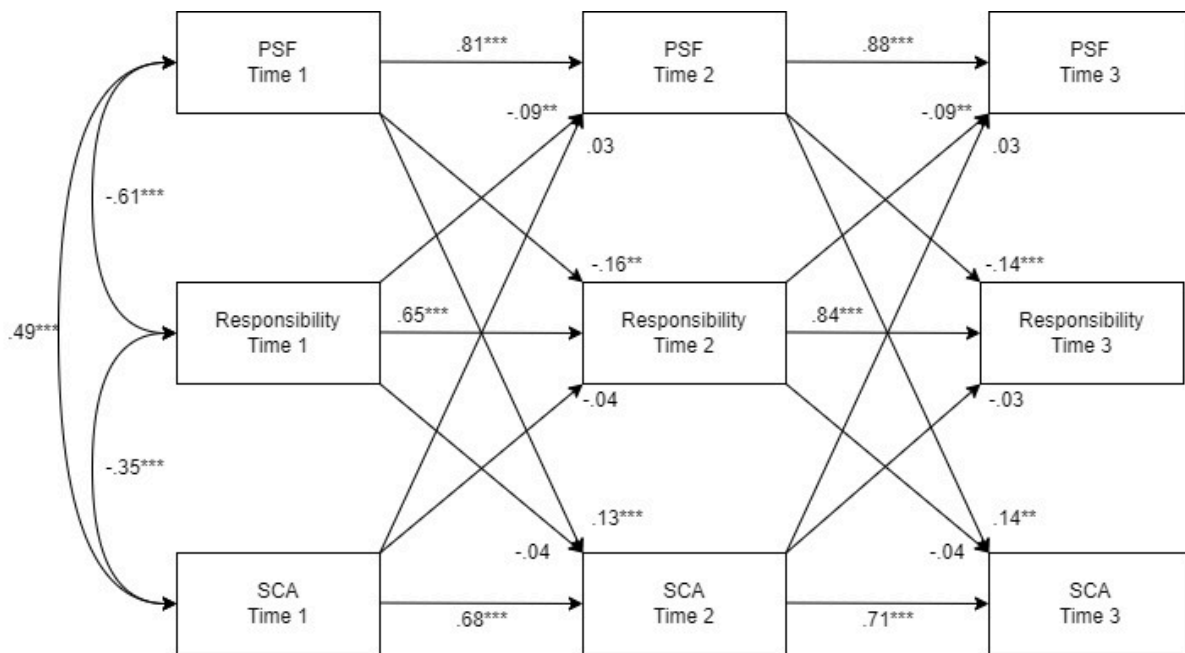 PSF
Time 1
.81***
PSF
Time 2
.88***
PSF
Time 3
-.09**
.03
-.09**
.03
-.61***
-.16**
-.14***
.49***
Responsibility
Time 1
.65***
Responsibility
Time 2
.84***
Responsibility
Time 3
-.04
-.03
-.35***
.13***
-.04
.14**
-.04
SCA
Time 1
.68***
SCA
Time 2
.71***
SCA
Time 3